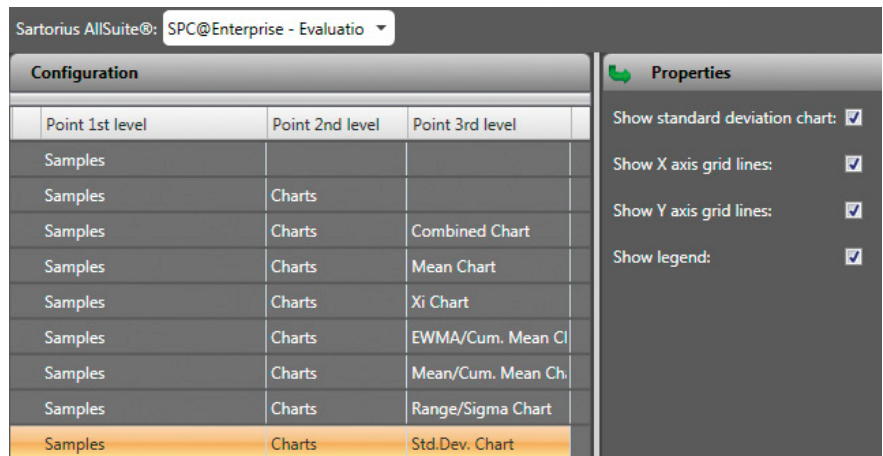 Sartorius AllSuite®: SPC@Enterprise - Evaluatio
Configuration
Point 1st level Point 2nd level Point 3rd level
Samples
Samples Charts
Samples Charts Combined Chart
Samples Charts Mean Chart
Samples Charts Xi Chart
Samples Charts EWMA/Cum. Mean Cl
Samples Charts Mean/Cum. Mean Ch
Samples Charts Range/Sigma Chart
Samples Charts Std.Dev. Chart
Properties
Show standard deviation chart:
Show X axis grid lines:
Show Y axis grid lines:
Show legend: